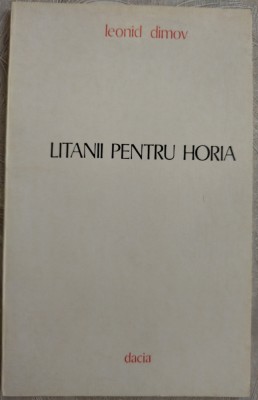 leonid dimov
LITANII PENTRU HORIA
dacia